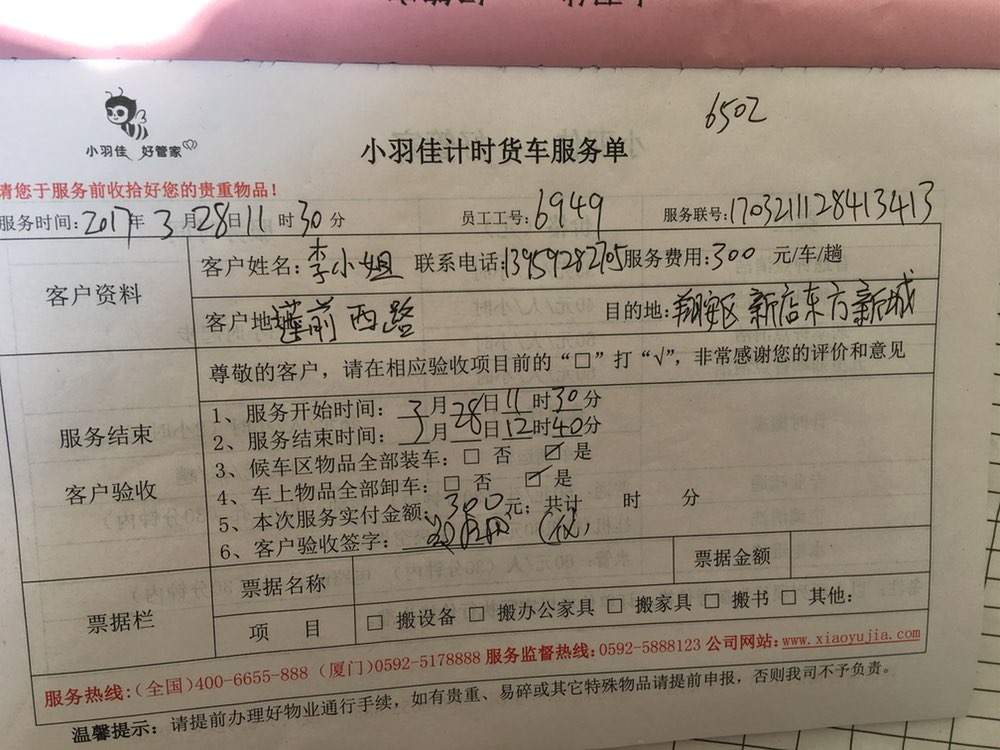 6502
小羽佳 好管家
小羽佳计时货车服务单
请您于服务前收拾好您的贵重物品！
服务时间：2017年 3月28日11时30分 员工工号：6949 服务联号：1703211128413413
客户资料
客户姓名：李小姐 联系电话：13959282705 服务费用：300 元/车/趟
客户地 莲前西路 目的地：翔安区 新店东方新城
尊敬的客户，请在相应验收项目前的“□”打“√”，非常感谢您的评价和意见
服务结束
客户验收
1、服务开始时间：3月28日11时30分
2、服务结束时间：3月 日12时40分
3、候车区物品全部装车：□ 否 ☑ 是
4、车上物品全部卸车：□ 否 ☑ 是
5、本次服务实付金额：300元；共计 时 分
6、客户验收签字：
票据栏
票据名称 票据金额
项 目 □ 搬设备 □ 搬办公家具 □ 搬家具 □ 搬书 □ 其他：
服务热线：(全国)400-6655-888 (厦门)0592-5178888 服务监督热线：0592-5888123 公司网站：www.xiaoyujia.com
温馨提示：请提前办理好物业通行手续，如有贵重、易碎或其它特殊物品请提前申报，否则我司不予负责。